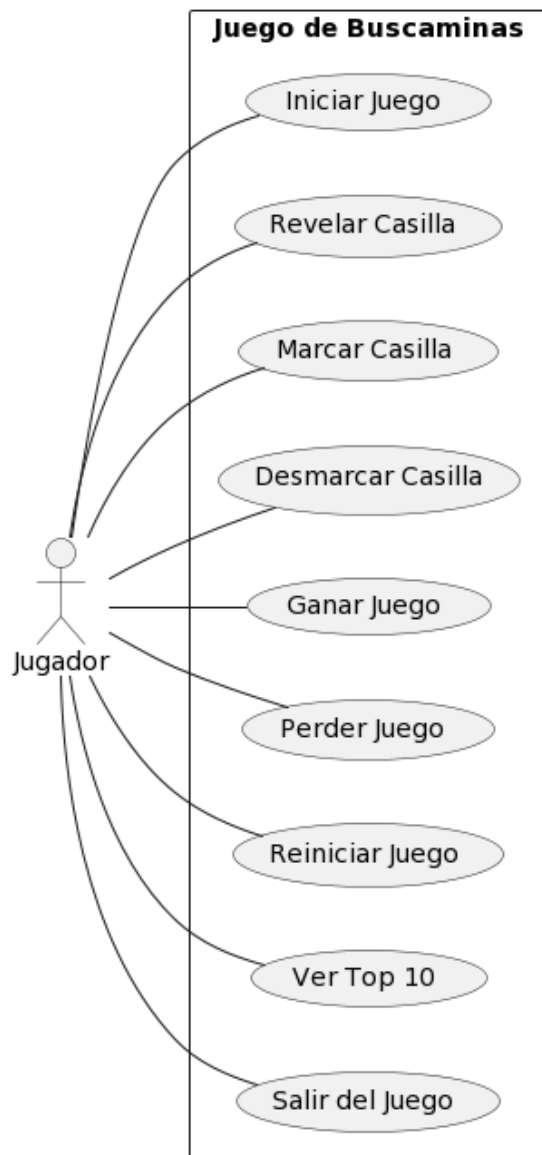 Juego de Buscaminas
Iniciar Juego
Revelar Casilla
Marcar Casilla
Desmarcar Casilla
Ganar Juego
Jugador
Perder Juego
Reiniciar Juego
Ver Top 10
Salir del Juego